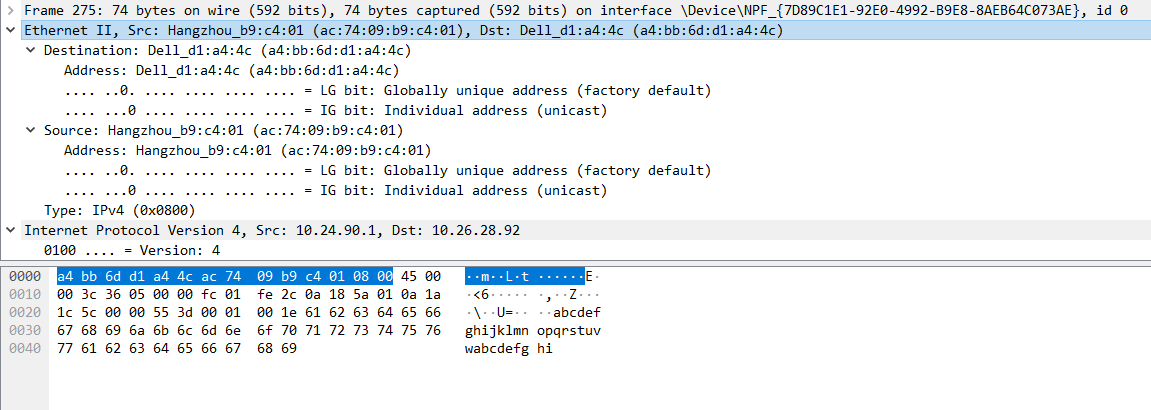 Frame 275: 74 bytes on wire (592 bits), 74 bytes captured (592 bits) on interface \Device\NPF_{7D89C1E1-92E0-4992-B9E8-8AEB64C073AE}, id 0
Ethernet II, Src: Hangzhou_b9:c4:01 (ac:74:09:b9:c4:01), Dst: Dell_d1:a4:4c (a4:bb:6d:d1:a4:4c)
Destination: Dell_d1:a4:4c (a4:bb:6d:d1:a4:4c)
Address: Dell_d1:a4:4c (a4:bb:6d:d1:a4:4c)
.... ..0. .... .... .... .... = LG bit: Globally unique address (factory default)
.... ...0 .... .... .... .... = IG bit: Individual address (unicast)
Source: Hangzhou_b9:c4:01 (ac:74:09:b9:c4:01)
Address: Hangzhou_b9:c4:01 (ac:74:09:b9:c4:01)
.... ..0. .... .... .... .... = LG bit: Globally unique address (factory default)
.... ...0 .... .... .... .... = IG bit: Individual address (unicast)
Type: IPv4 (0x0800)
Internet Protocol Version 4, Src: 10.24.90.1, Dst: 10.26.28.92
0100 .... = Version: 4
0000 a4 bb 6d d1 a4 4c ac 74 09 b9 c4 01 08 00 45 00 ··m··L·t ······E·
0010 00 3c 36 05 00 00 fc 01 fe 2c 0a 18 5a 01 0a 1a ·<6····· ·,··Z···
0020 1c 5c 00 00 55 3d 00 01 00 1e 61 62 63 64 65 66 ·\··U=·· ··abcdef
0030 67 68 69 6a 6b 6c 6d 6e 6f 70 71 72 73 74 75 76 ghijklmn opqrstuv
0040 77 61 62 63 64 65 66 67 68 69 wabcdefg hi